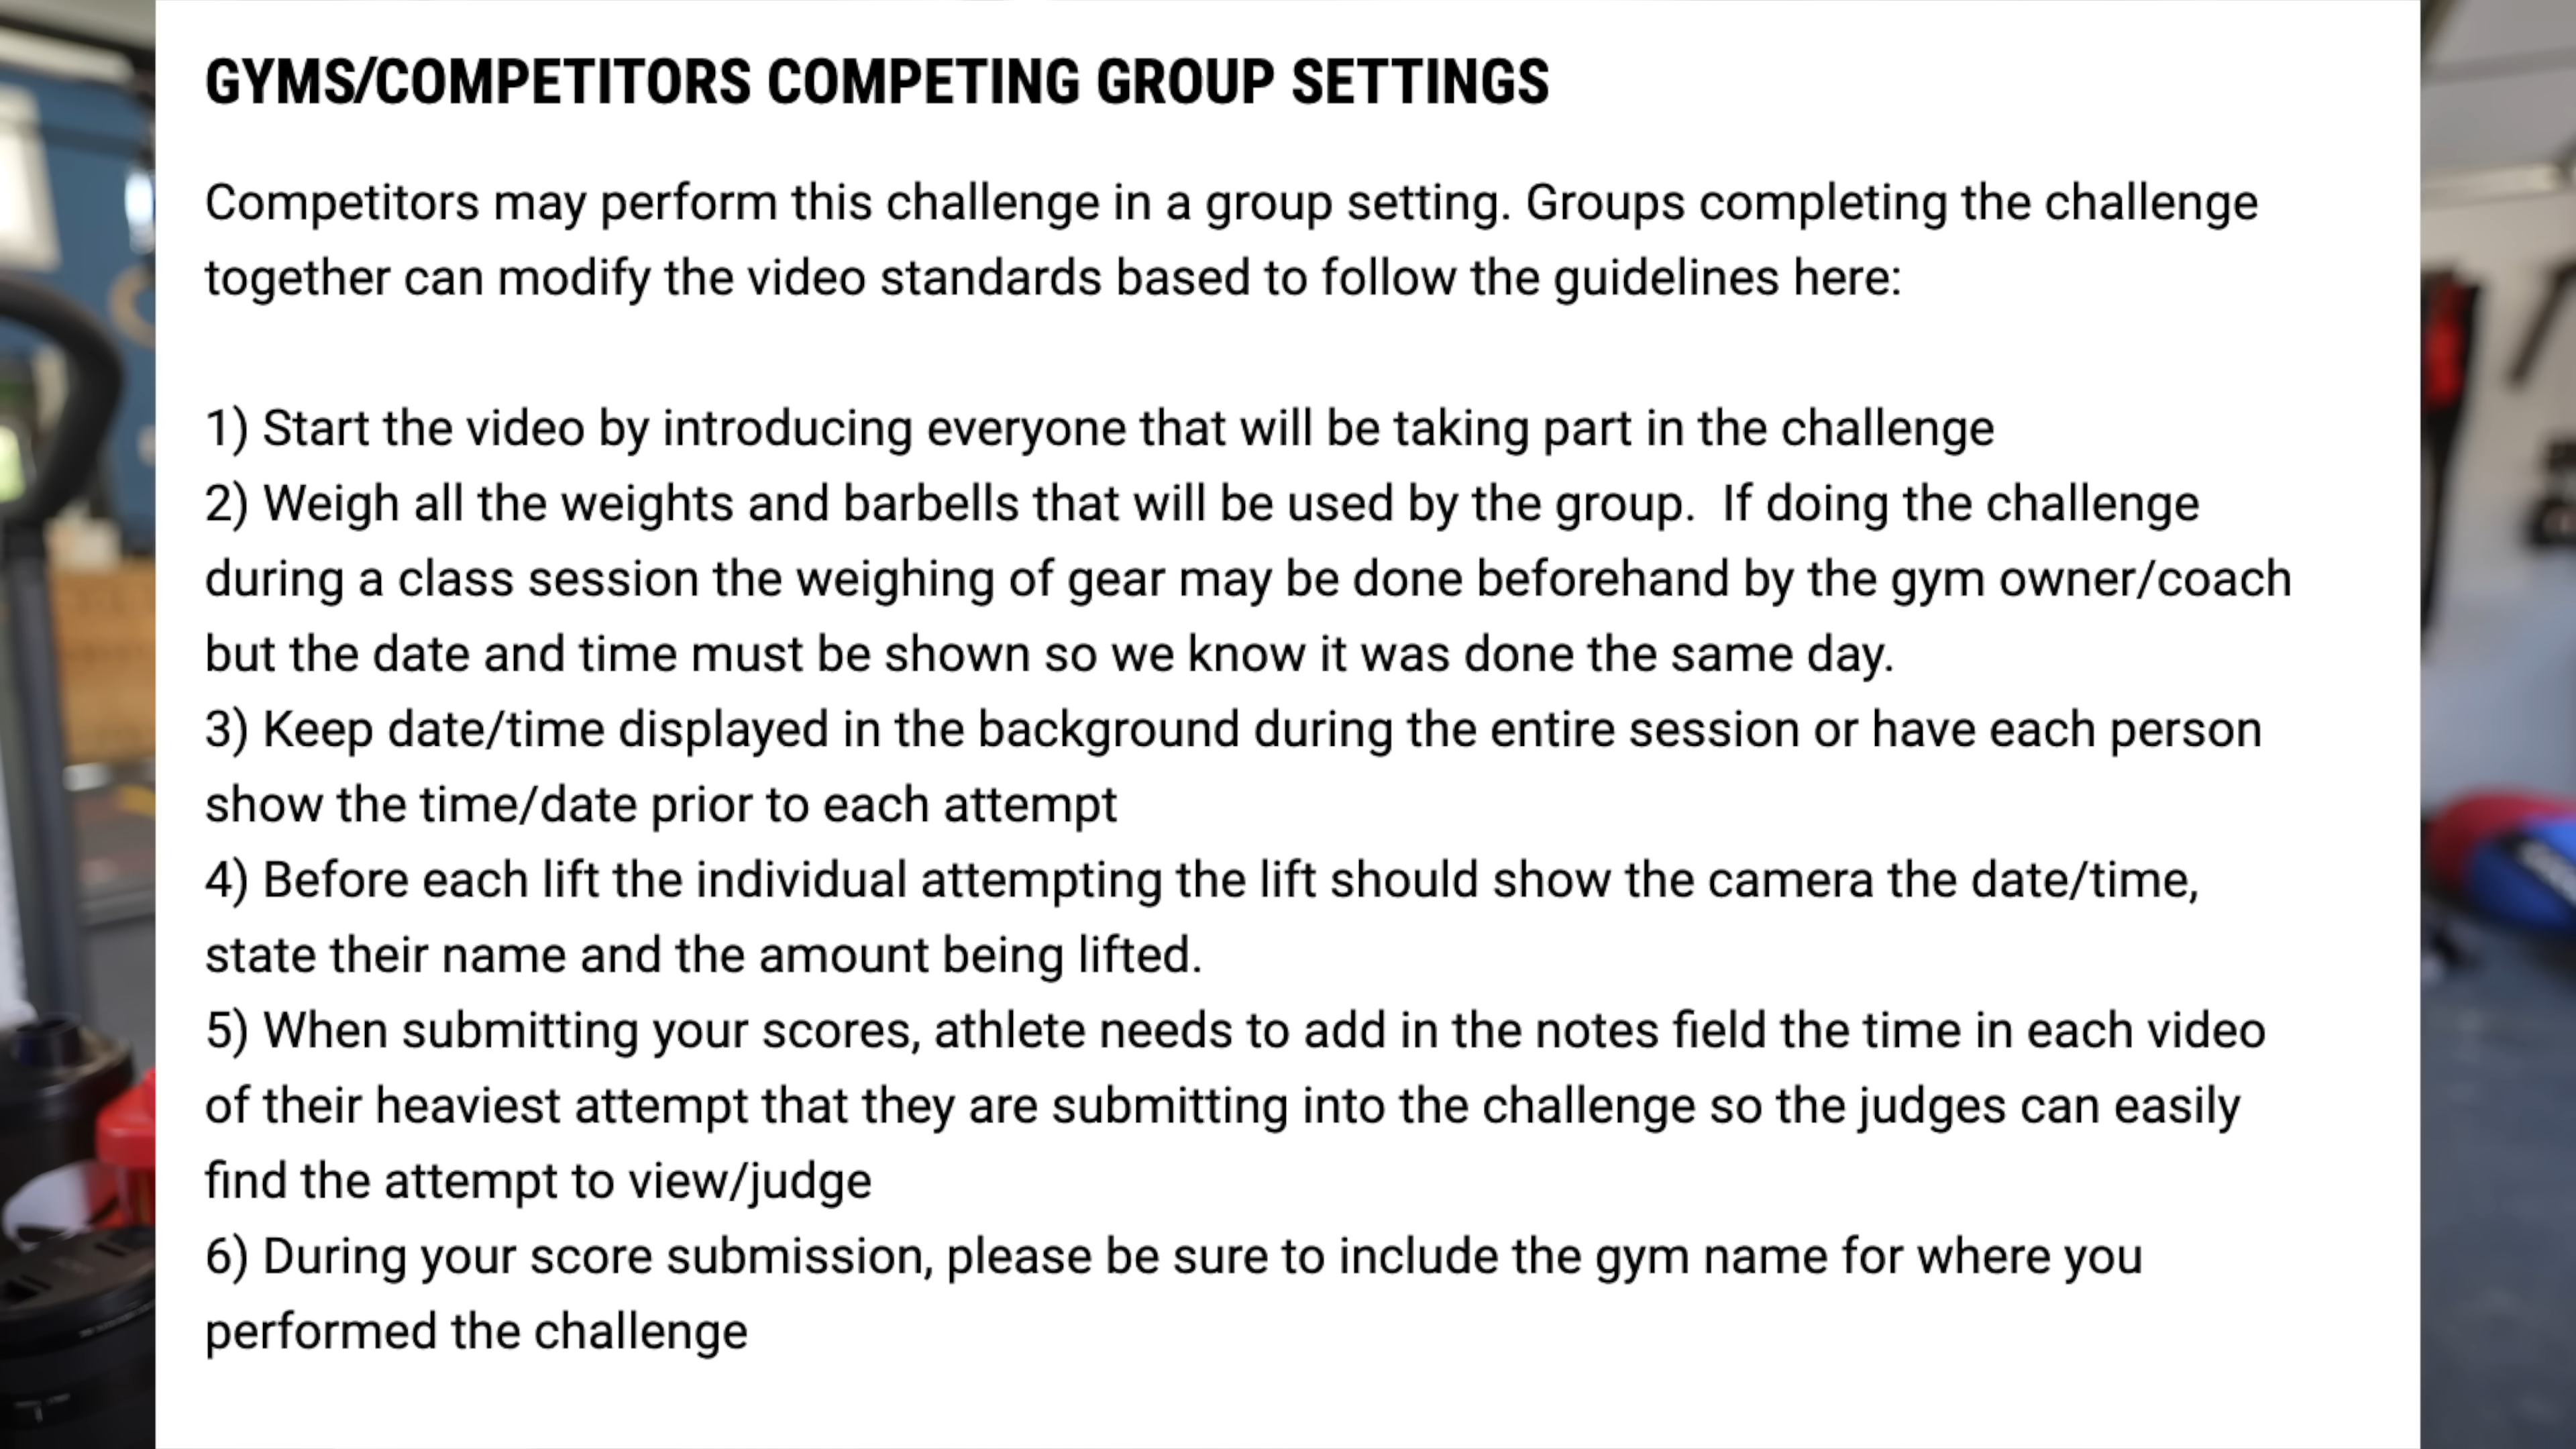 GYMS/COMPETITORS COMPETING GROUP SETTINGS
Competitors may perform this challenge in a group setting. Groups completing the challenge
together can modify the video standards based to follow the guidelines here:
1) Start the video by introducing everyone that will be taking part in the challenge
2) Weigh all the weights and barbells that will be used by the group.  If doing the challenge
during a class session the weighing of gear may be done beforehand by the gym owner/coach
but the date and time must be shown so we know it was done the same day.
3) Keep date/time displayed in the background during the entire session or have each person
show the time/date prior to each attempt
4) Before each lift the individual attempting the lift should show the camera the date/time,
state their name and the amount being lifted.
5) When submitting your scores, athlete needs to add in the notes field the time in each video
of their heaviest attempt that they are submitting into the challenge so the judges can easily
find the attempt to view/judge
6) During your score submission, please be sure to include the gym name for where you
performed the challenge